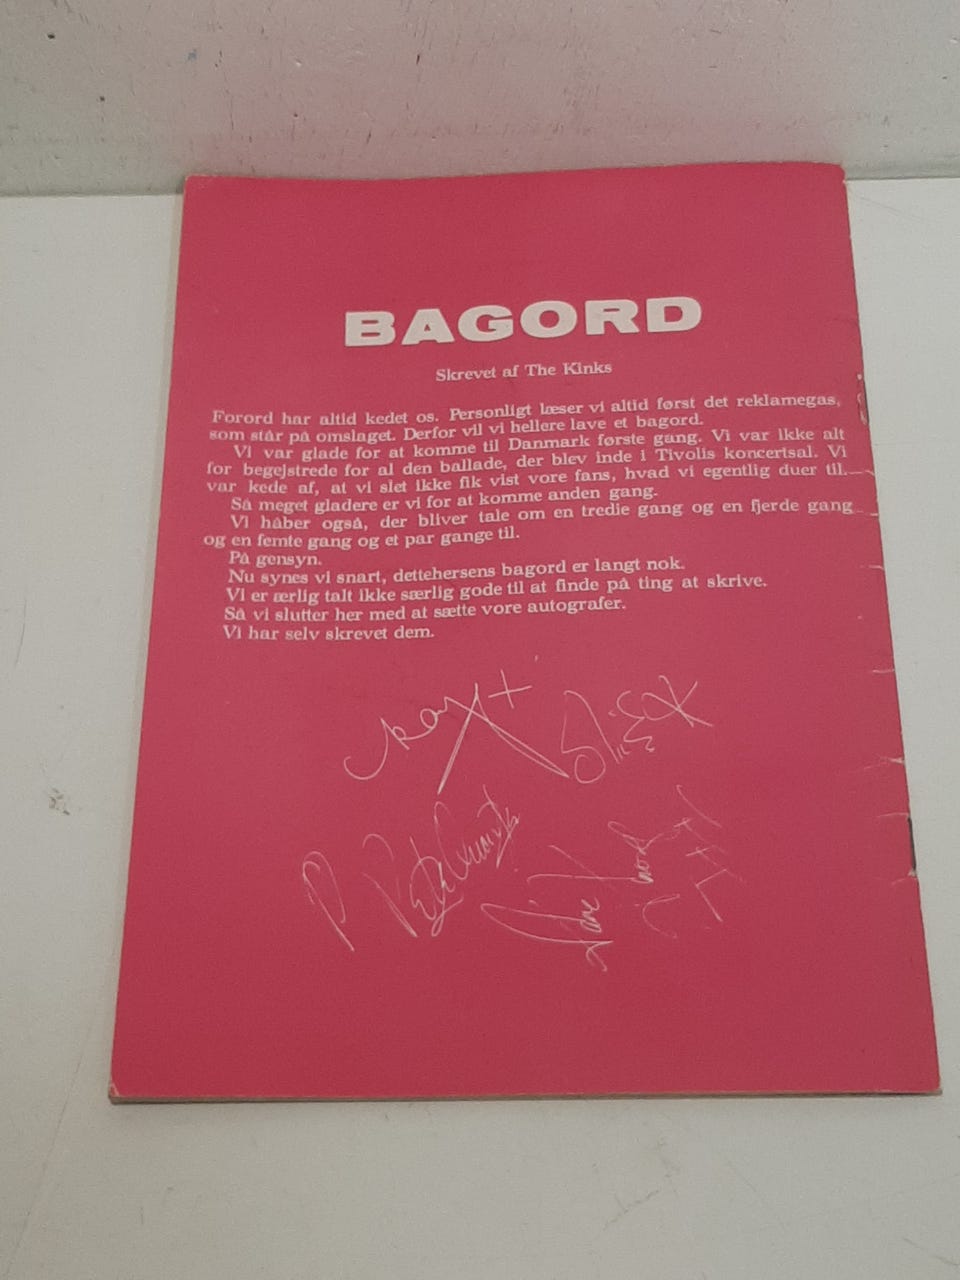 BAGORD
Skrevet af The Kinks
Forord har altid kedet os. Personligt læser vi altid først det reklamegas,
som står på omslaget. Derfor vil vi hellere lave et bagord.
Vi var glade for at komme til Danmark første gang. Vi var ikke alt
for begejstrede for al den ballade, der blev inde i Tivolis koncertsal. Vi
var kede af, at vi slet ikke fik vist vore fans, hvad vi egentlig duer til.
Så meget gladere er vi for at komme anden gang.
Vi håber også, der bliver tale om en tredie gang og en fjerde gang
og en femte gang og et par gange til.
På gensyn.
Nu synes vi snart, dettehersens bagord er langt nok.
Vi er ærlig talt ikke særlig gode til at finde på ting at skrive.
Så vi slutter her med at sætte vore autografer.
Vi har selv skrevet dem.